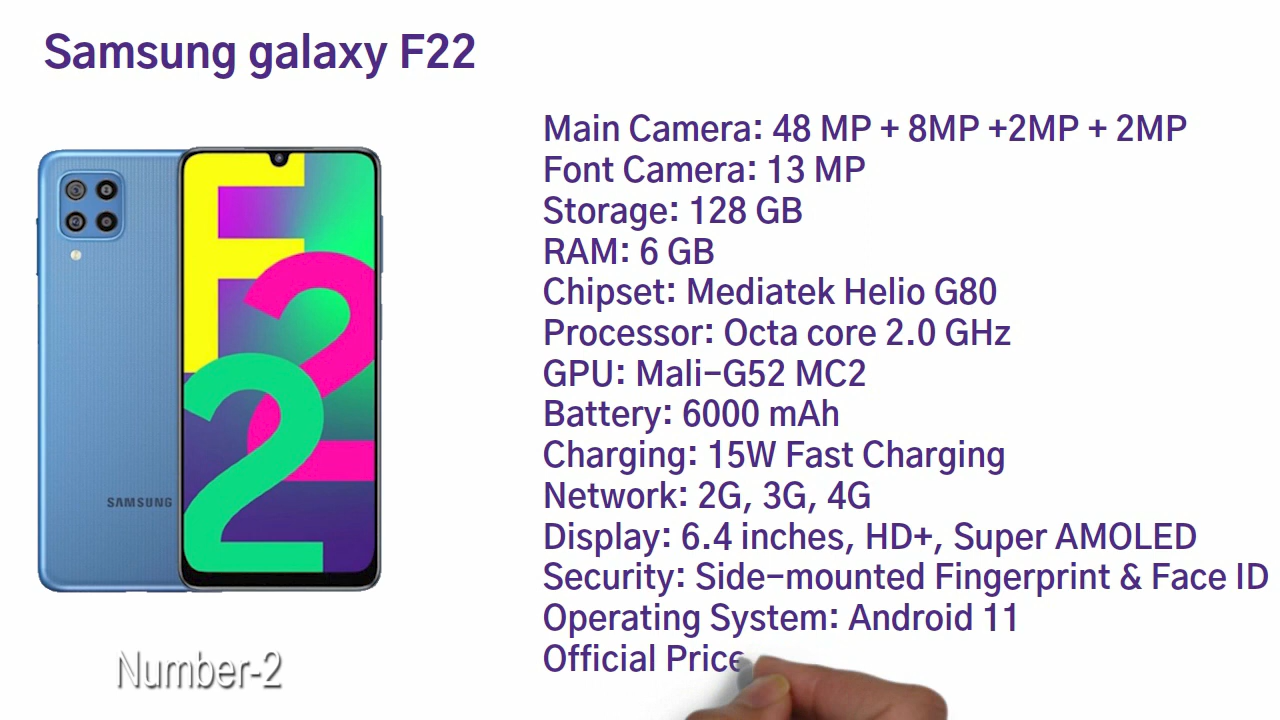 Samsung galaxy F22
Main Camera: 48 MP + 8MP +2MP + 2MP
Font Camera: 13 MP
Storage: 128 GB
RAM: 6 GB
Chipset: Mediatek Helio G80
Processor: Octa core 2.0 GHz
GPU: Mali-G52 MC2
Battery: 6000 mAh
Charging: 15W Fast Charging
Network: 2G, 3G, 4G
Display: 6.4 inches, HD+, Super AMOLED
Security: Side-mounted Fingerprint & Face ID
Operating System: Android 11
Official Price
F22
SAMSUNG
Number-2